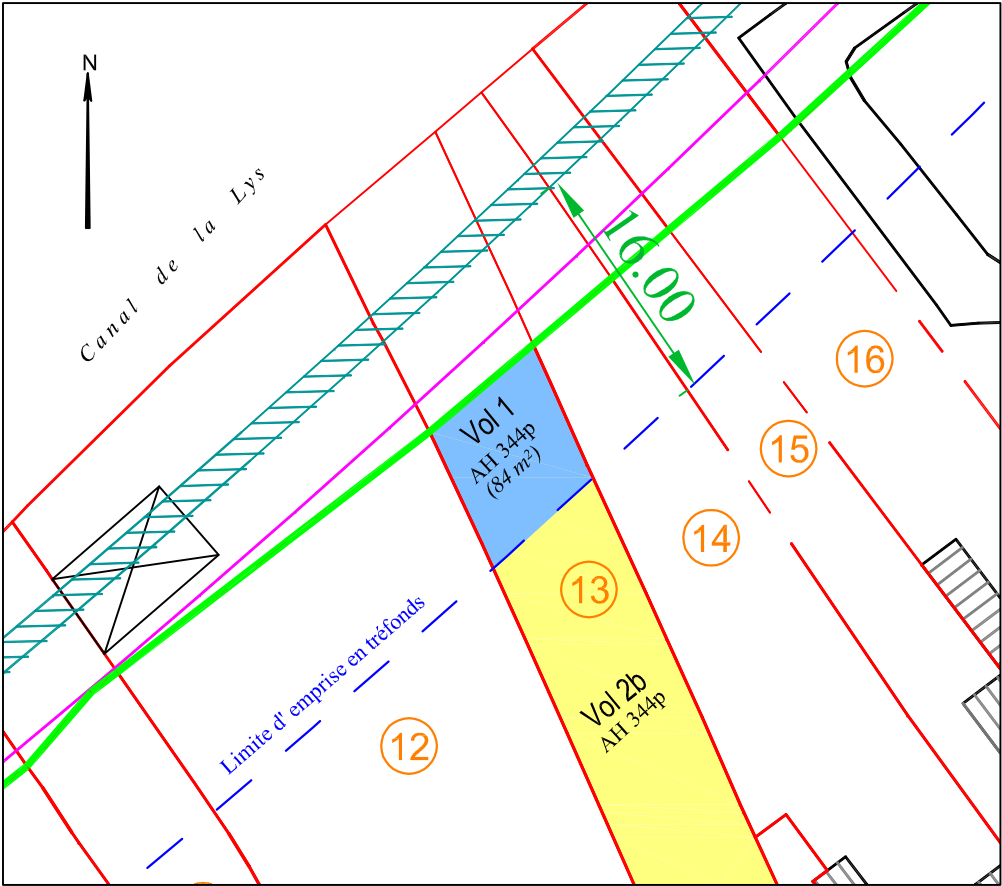 N
Canal de la Lys
16.00
16
Vol 1
AH 344p
(84 m²)
15
14
13
Limite d' emprise en tréfonds
Vol 2b
AH 344p
12